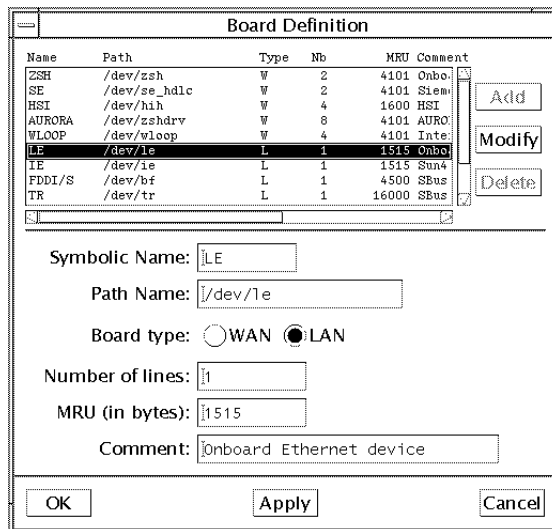 Board Definition
Name Path Type Nb MRU Comment
ZSH /dev/zsh W 2 4101 Onbo
SE /dev/se_hdlc W 2 4101 Siem
HSI /dev/hih W 4 1600 HSI
AURORA /dev/zshdrv W 8 4101 AURO
WLOOP /dev/wloop W 4 4101 Inte
LE /dev/le L 1 1515 Onbo
IE /dev/ie L 1 1515 Sun4
FDDI/S /dev/bf L 1 4500 SBus
TR /dev/tr L 1 16000 SBus
Add
Modify
Delete
Symbolic Name: LE
Path Name: /dev/le
Board type: WAN LAN
Number of lines: 1
MRU (in bytes): 1515
Comment: Onboard Ethernet device
OK Apply Cancel